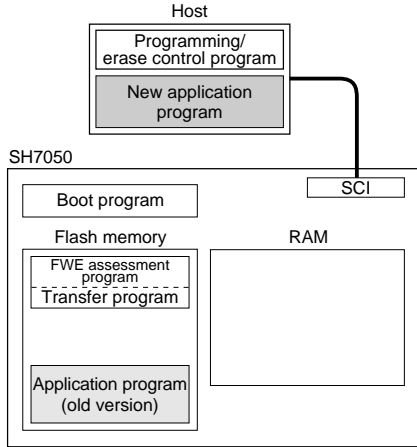 Host
Programming/
erase control program
New application
program
SH7050
SCI
Boot program
Flash memory
RAM
FWE assessment
program
Transfer program
Application program
(old version)